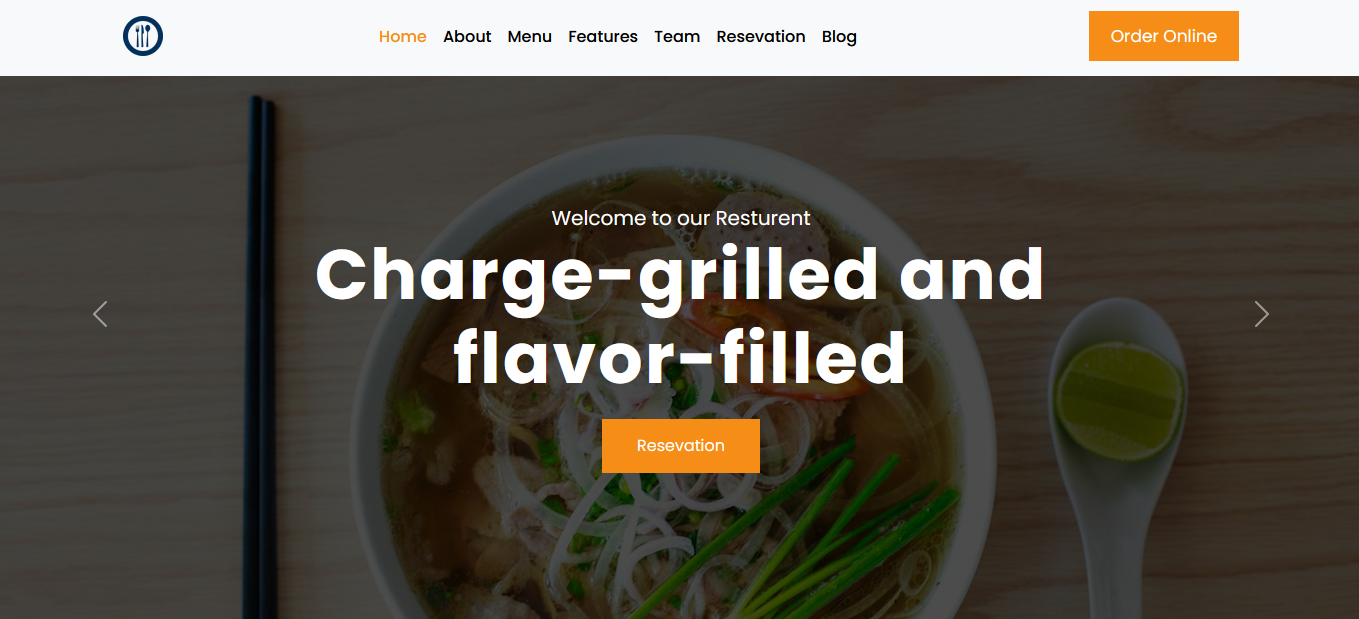 Home About Menu Features Team Resevation Blog Order Online
Welcome to our Resturent
Charge-grilled and
flavor-filled
Resevation